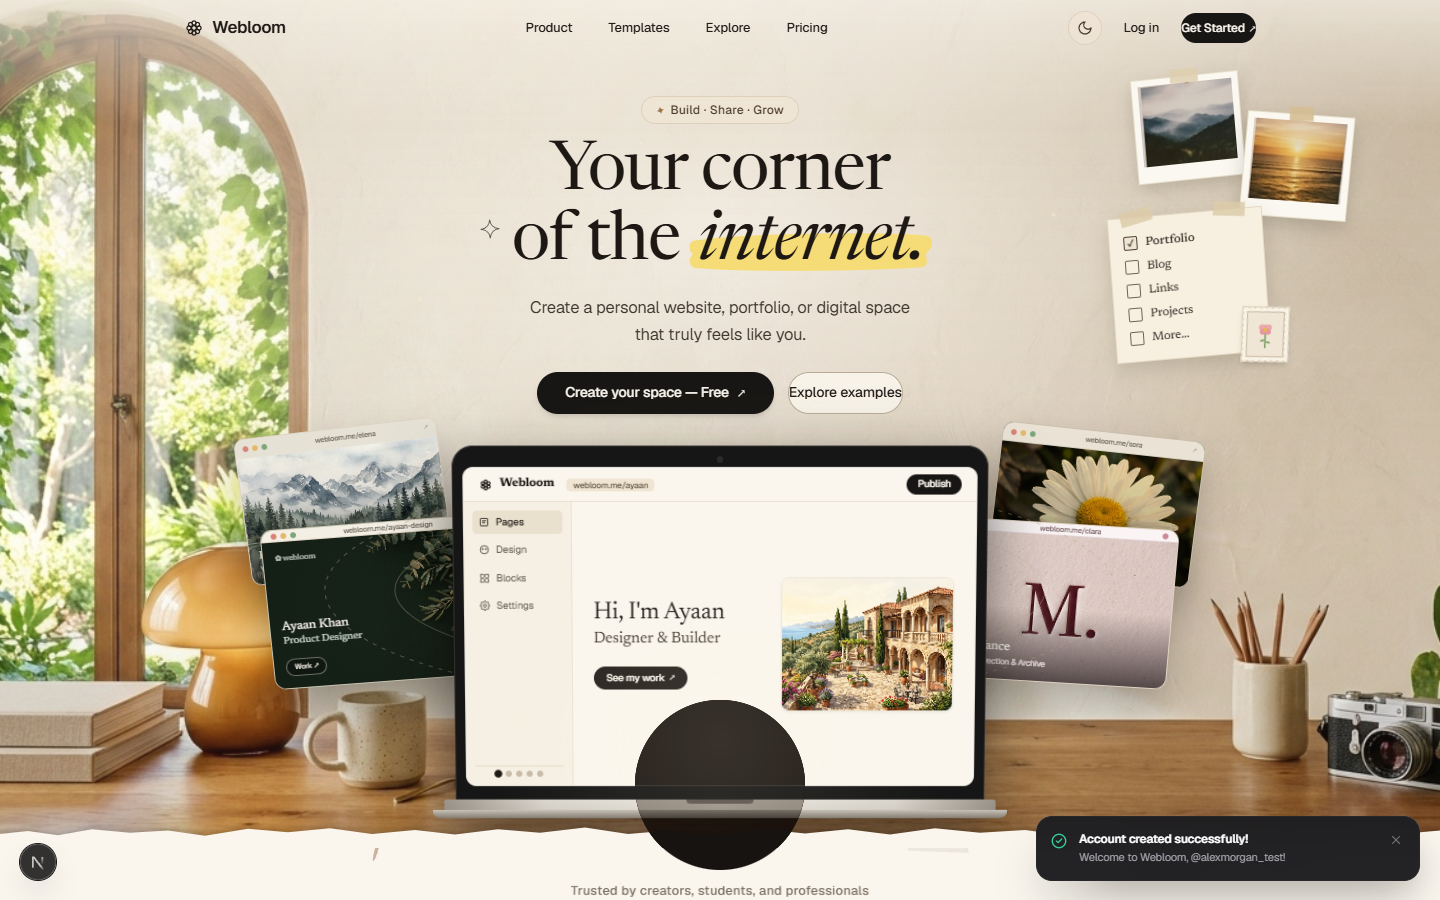 Webloom
Product
Templates
Explore
Pricing
Log in
Get Started ↗
Build · Share · Grow
Your corner
of the internet.
Create a personal website, portfolio, or digital space
that truly feels like you.
Create your space — Free ↗
Explore examples
Portfolio
Blog
Links
Projects
More...
webloom.me/elena
webloom.me/ayaan-design
webloom
Ayaan Khan
Product Designer
Work ↗
Webloom
webloom.me/ayaan
Publish
Pages
Design
Blocks
Settings
Hi, I'm Ayaan
Designer & Builder
See my work ↗
webloom.me/sora
webloom.me/clara
M.
ance
ection & Archive
N
Account created successfully!
Welcome to Webloom, @alexmorgan_test!
Trusted by creators, students, and professionals